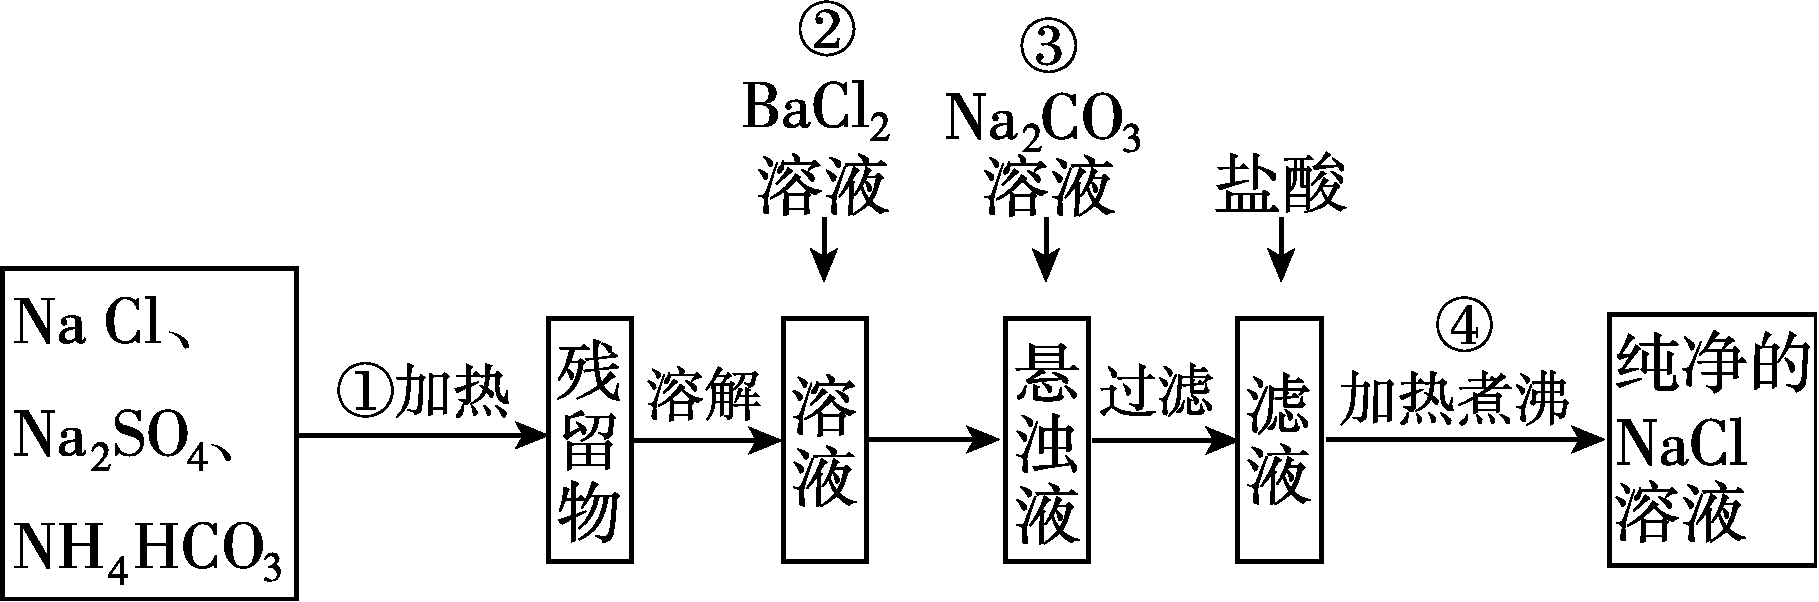 ②
BaCl₂
溶液
③
Na₂CO₃
溶液
盐酸
Na Cl、
Na₂SO₄、
NH₄HCO₃
①加热
残留物
溶解
溶液
悬浊液
过滤
滤液
④
加热煮沸
纯净的
NaCl
溶液